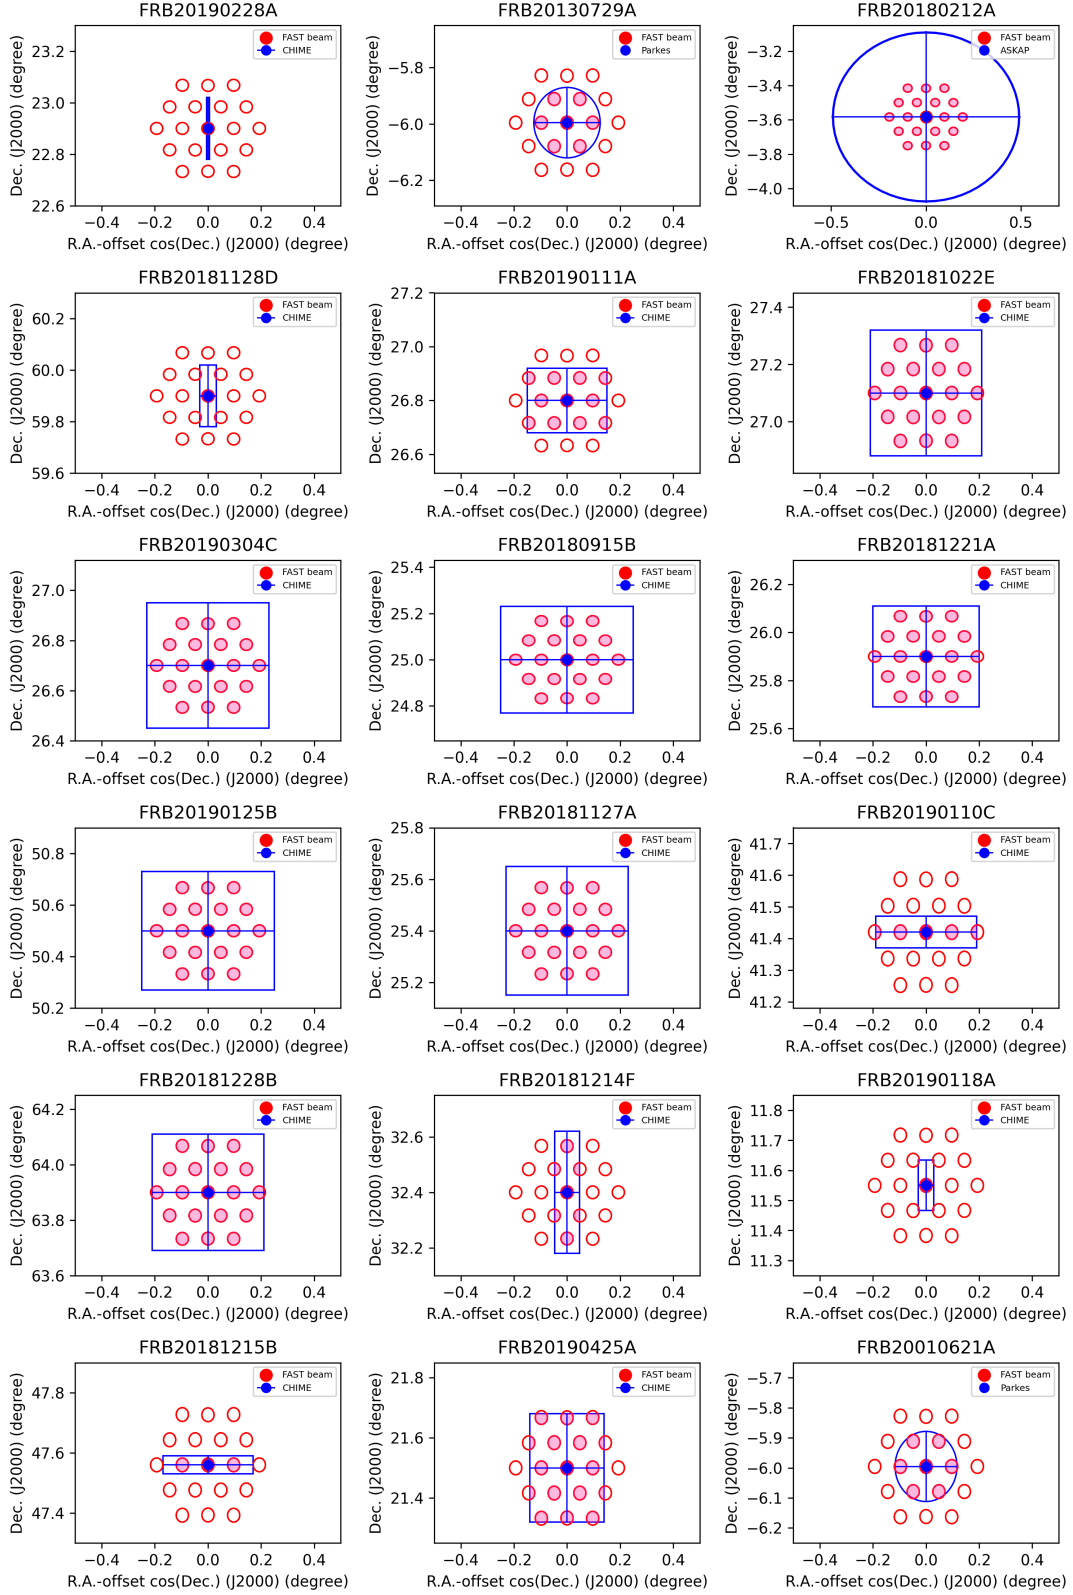 FRB20190228A
FAST beam
CHIME
Dec. (J2000) (degree)
23.2
23.0
22.8
22.6
−0.4 −0.2 0.0 0.2 0.4
R.A.-offset cos(Dec.) (J2000) (degree)
FRB20130729A
FAST beam
Parkes
Dec. (J2000) (degree)
−5.8
−6.0
−6.2
−0.4 −0.2 0.0 0.2 0.4
R.A.-offset cos(Dec.) (J2000) (degree)
FRB20180212A
FAST beam
ASKAP
Dec. (J2000) (degree)
−3.2
−3.4
−3.6
−3.8
−4.0
−0.5 0.0 0.5
R.A.-offset cos(Dec.) (J2000) (degree)
FRB20181128D
FAST beam
CHIME
Dec. (J2000) (degree)
60.2
60.0
59.8
59.6
−0.4 −0.2 0.0 0.2 0.4
R.A.-offset cos(Dec.) (J2000) (degree)
FRB20190111A
FAST beam
CHIME
Dec. (J2000) (degree)
27.2
27.0
26.8
26.6
−0.4 −0.2 0.0 0.2 0.4
R.A.-offset cos(Dec.) (J2000) (degree)
FRB20181022E
FAST beam
CHIME
Dec. (J2000) (degree)
27.4
27.2
27.0
−0.4 −0.2 0.0 0.2 0.4
R.A.-offset cos(Dec.) (J2000) (degree)
FRB20190304C
FAST beam
CHIME
Dec. (J2000) (degree)
27.0
26.8
26.6
26.4
−0.4 −0.2 0.0 0.2 0.4
R.A.-offset cos(Dec.) (J2000) (degree)
FRB20180915B
FAST beam
CHIME
Dec. (J2000) (degree)
25.4
25.2
25.0
24.8
−0.4 −0.2 0.0 0.2 0.4
R.A.-offset cos(Dec.) (J2000) (degree)
FRB20181221A
FAST beam
CHIME
Dec. (J2000) (degree)
26.2
26.0
25.8
25.6
−0.4 −0.2 0.0 0.2 0.4
R.A.-offset cos(Dec.) (J2000) (degree)
FRB20190125B
FAST beam
CHIME
Dec. (J2000) (degree)
50.8
50.6
50.4
50.2
−0.4 −0.2 0.0 0.2 0.4
R.A.-offset cos(Dec.) (J2000) (degree)
FRB20181127A
FAST beam
CHIME
Dec. (J2000) (degree)
25.8
25.6
25.4
25.2
−0.4 −0.2 0.0 0.2 0.4
R.A.-offset cos(Dec.) (J2000) (degree)
FRB20190110C
FAST beam
CHIME
Dec. (J2000) (degree)
41.7
41.6
41.5
41.4
41.3
41.2
−0.4 −0.2 0.0 0.2 0.4
R.A.-offset cos(Dec.) (J2000) (degree)
FRB20181228B
FAST beam
CHIME
Dec. (J2000) (degree)
64.2
64.0
63.8
63.6
−0.4 −0.2 0.0 0.2 0.4
R.A.-offset cos(Dec.) (J2000) (degree)
FRB20181214F
FAST beam
CHIME
Dec. (J2000) (degree)
32.6
32.4
32.2
−0.4 −0.2 0.0 0.2 0.4
R.A.-offset cos(Dec.) (J2000) (degree)
FRB20190118A
FAST beam
CHIME
Dec. (J2000) (degree)
11.8
11.7
11.6
11.5
11.4
11.3
−0.4 −0.2 0.0 0.2 0.4
R.A.-offset cos(Dec.) (J2000) (degree)
FRB20181215B
FAST beam
CHIME
Dec. (J2000) (degree)
47.8
47.6
47.4
−0.4 −0.2 0.0 0.2 0.4
R.A.-offset cos(Dec.) (J2000) (degree)
FRB20190425A
FAST beam
CHIME
Dec. (J2000) (degree)
21.8
21.6
21.4
−0.4 −0.2 0.0 0.2 0.4
R.A.-offset cos(Dec.) (J2000) (degree)
FRB20010621A
FAST beam
Parkes
Dec. (J2000) (degree)
−5.7
−5.8
−5.9
−6.0
−6.1
−6.2
−0.4 −0.2 0.0 0.2 0.4
R.A.-offset cos(Dec.) (J2000) (degree)